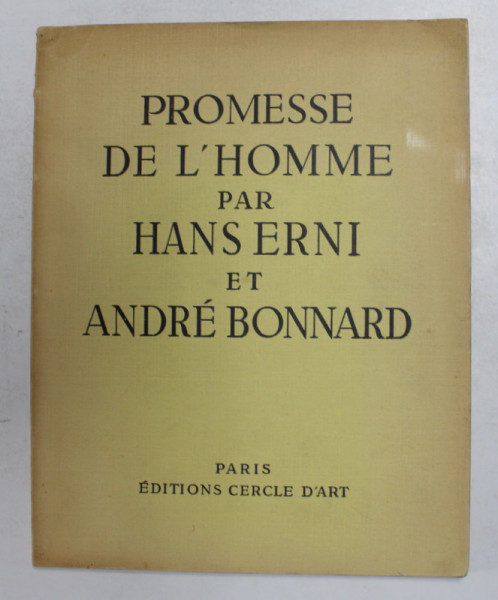 PROMESSE
DE L'HOMME
PAR
HANS ERNI
ET
ANDRÉ BONNARD
PARIS
ÉDITIONS CERCLE D'ART